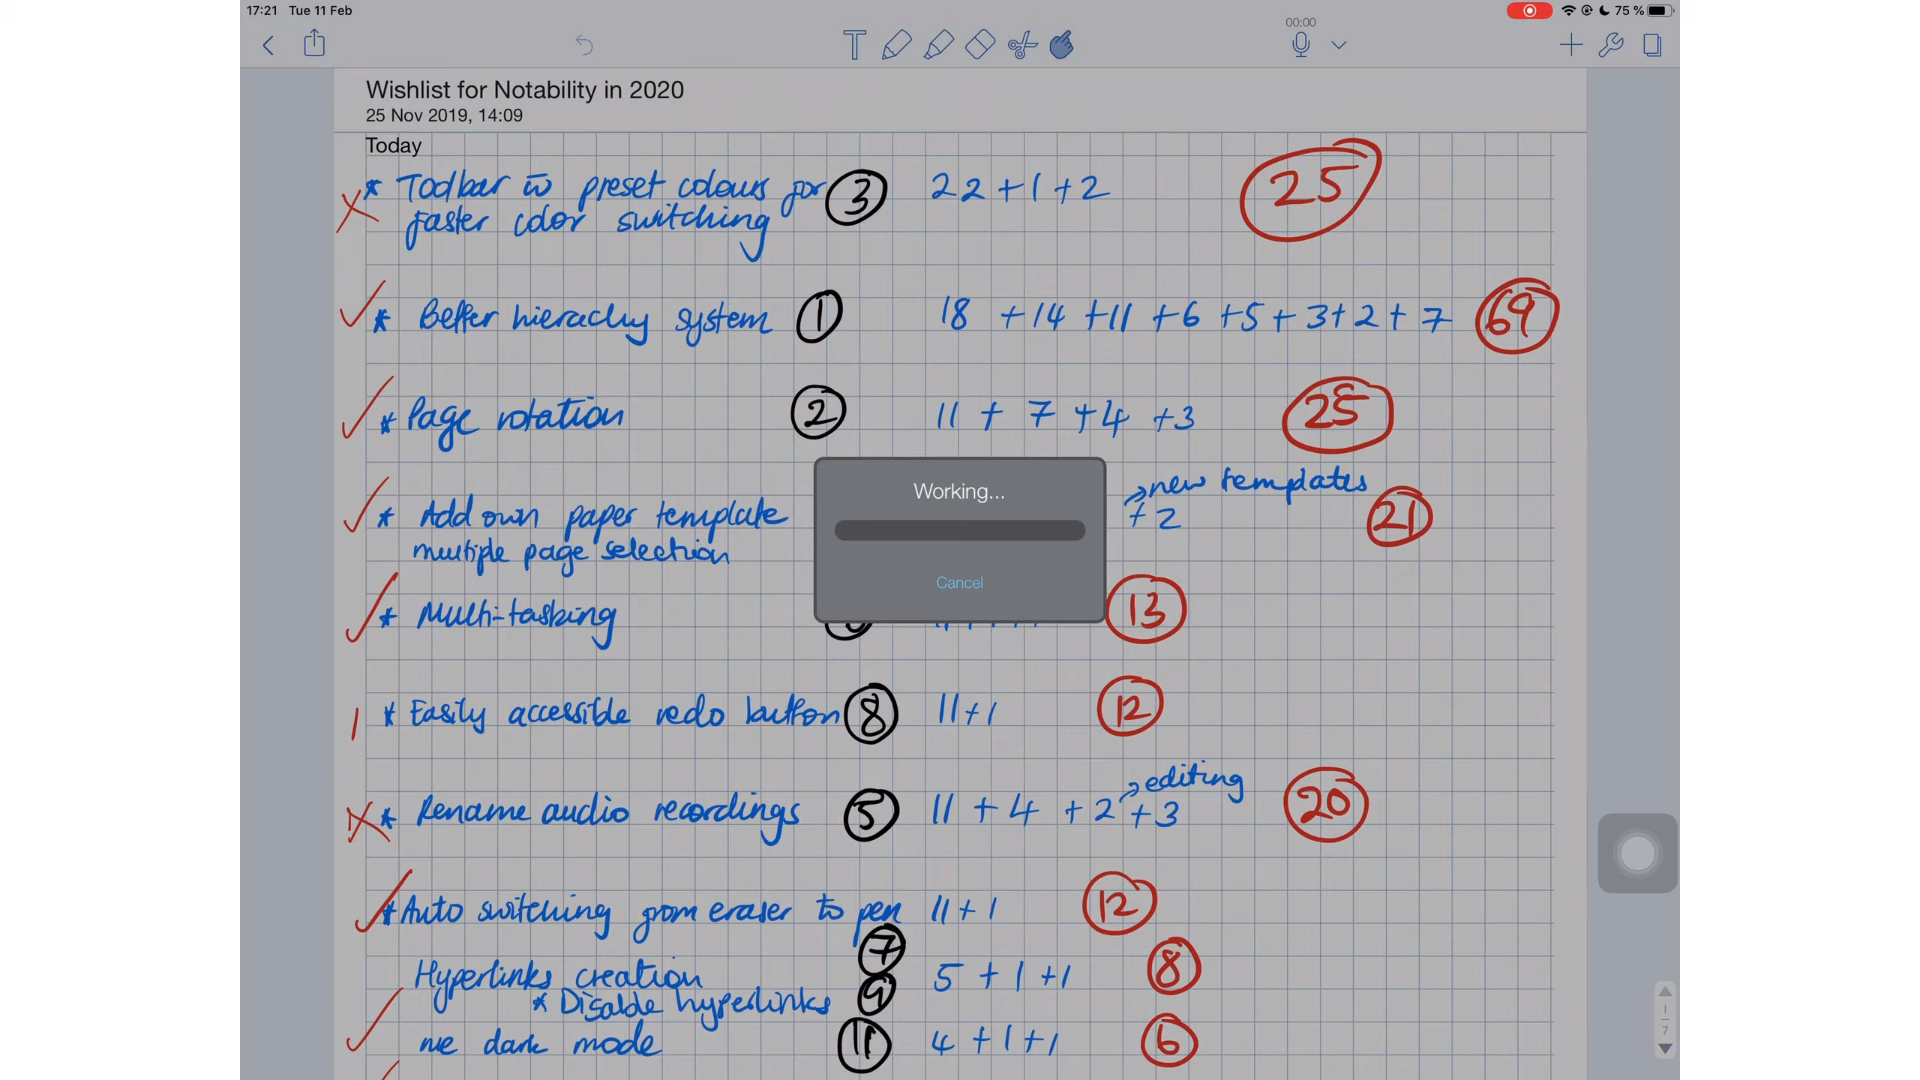 17:21 Tue 11 Feb
75 %
00:00
Wishlist for Notability in 2020
25 Nov 2019, 14:09
Today
* Toolbar w preset colours for 3 22 +1 +2 25
faster color switching
* Better hierachy system 1 18 +14 +11 +6 +5 +3+2 + 7 69
* Page rotation 2 11 + 7 +4 +3 25
new templates
* Add own paper template +2 21
multiple page selection
Working...
Cancel
* Multi-tasking 13
* Easily accessible redo button 8 11+1 12
editing
* Rename audio recordings 5 11 + 4 + 2 +3 20
* Auto switching from eraser to pen 11+1 12
7
Hyperlinks creation 5 + 1 +1 8
* Disable hyperlinks 9
dark mode 11 4 +1+1 6
1
7